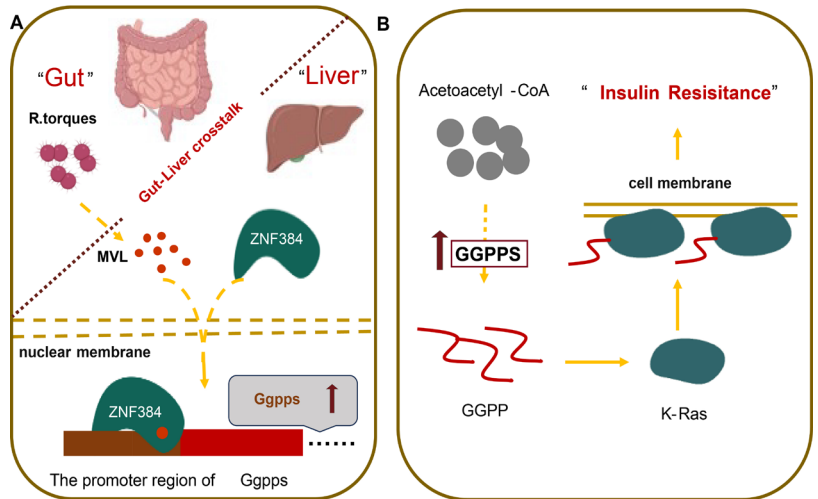 A
“Gut”
“Liver”
R.torques
Gut-Liver crosstalk
MVL
ZNF384
nuclear membrane
ZNF384
Ggpps
The promoter region of Ggpps
B
Acetoacetyl -CoA
“ Insulin Resisitance”
cell membrane
GGPPS
GGPP
K-Ras